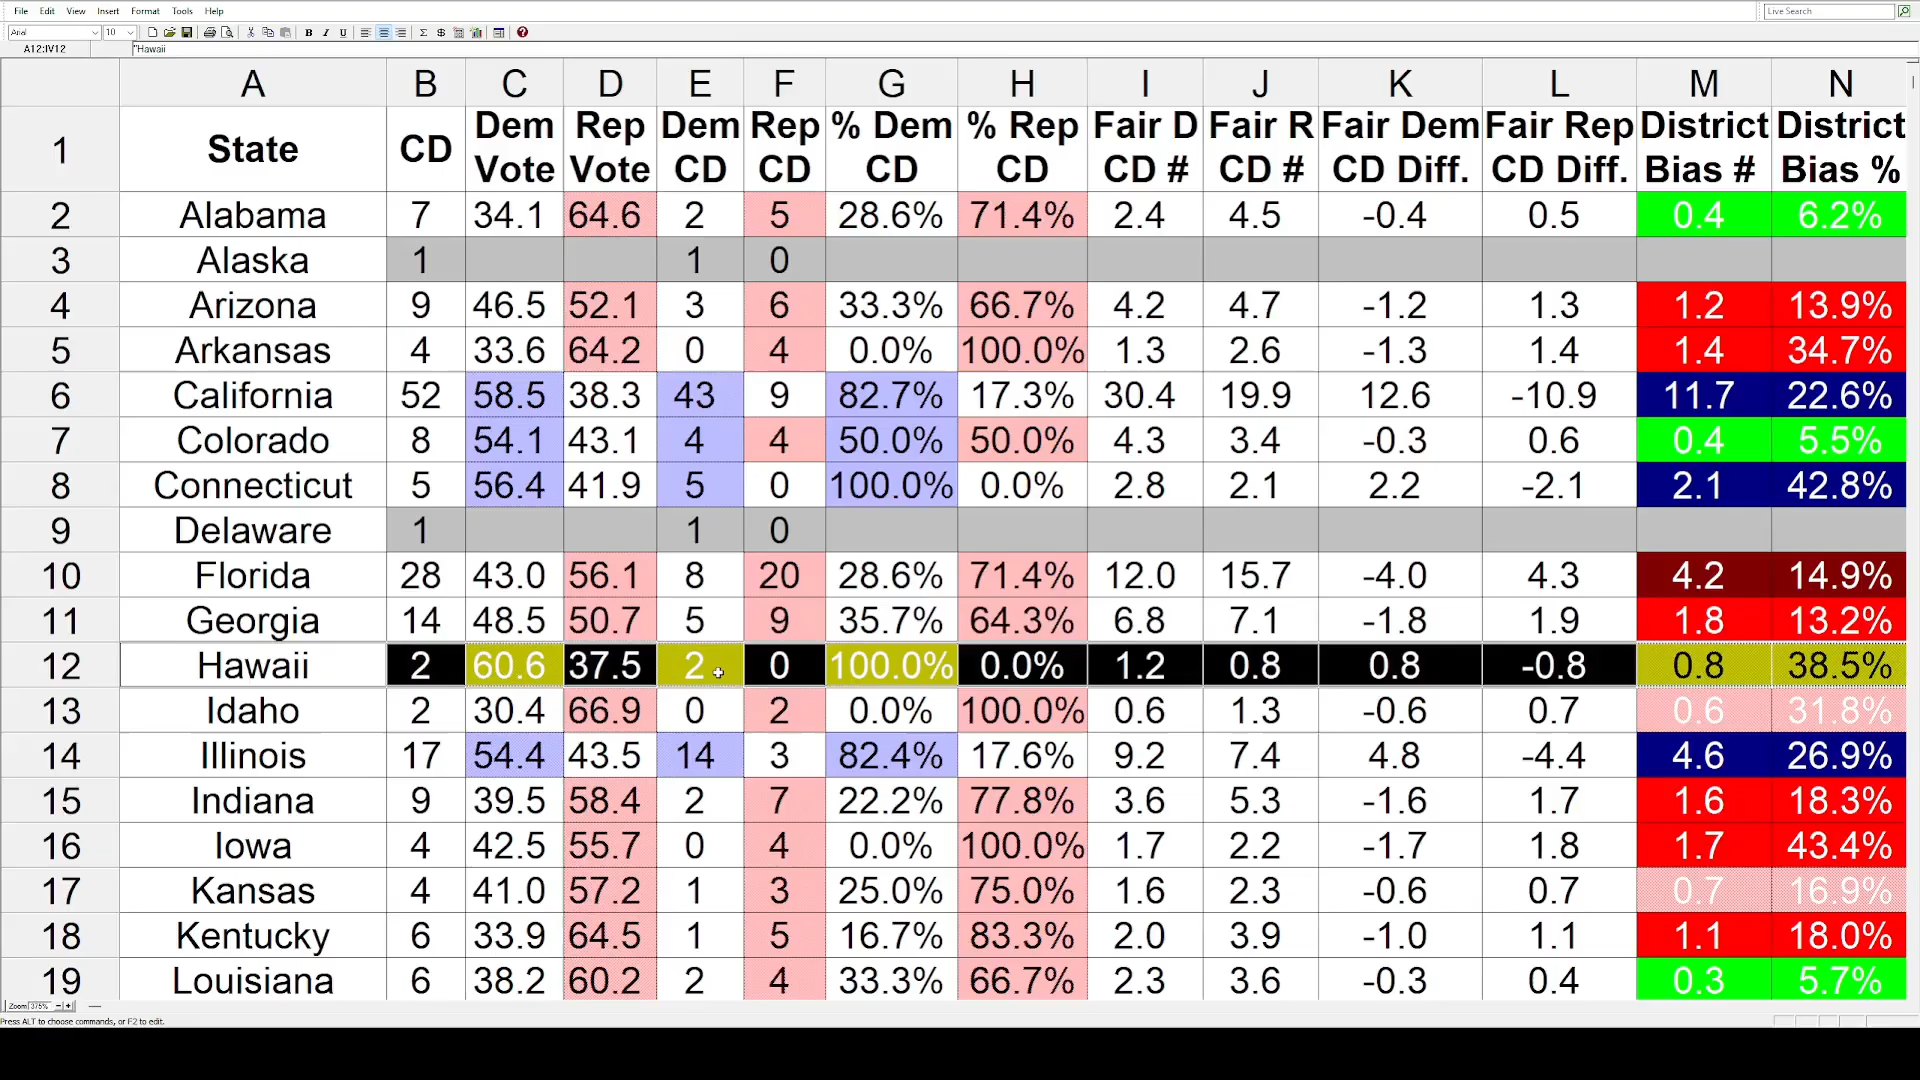 File Edit View Insert Format Tools Help Live Search
Arial 10 B I U Σ $
A12:IV12 "Hawaii
A B C D E F G H I J K L M N
1 State CD Dem Vote Rep Vote Dem CD Rep CD % Dem CD % Rep CD Fair D CD # Fair R CD # Fair Dem CD Diff. Fair Rep CD Diff. District Bias # District Bias %
2 Alabama 7 34.1 64.6 2 5 28.6% 71.4% 2.4 4.5 -0.4 0.5 0.4 6.2%
3 Alaska 1 1 0
4 Arizona 9 46.5 52.1 3 6 33.3% 66.7% 4.2 4.7 -1.2 1.3 1.2 13.9%
5 Arkansas 4 33.6 64.2 0 4 0.0% 100.0% 1.3 2.6 -1.3 1.4 1.4 34.7%
6 California 52 58.5 38.3 43 9 82.7% 17.3% 30.4 19.9 12.6 -10.9 11.7 22.6%
7 Colorado 8 54.1 43.1 4 4 50.0% 50.0% 4.3 3.4 -0.3 0.6 0.4 5.5%
8 Connecticut 5 56.4 41.9 5 0 100.0% 0.0% 2.8 2.1 2.2 -2.1 2.1 42.8%
9 Delaware 1 1 0
10 Florida 28 43.0 56.1 8 20 28.6% 71.4% 12.0 15.7 -4.0 4.3 4.2 14.9%
11 Georgia 14 48.5 50.7 5 9 35.7% 64.3% 6.8 7.1 -1.8 1.9 1.8 13.2%
12 Hawaii 2 60.6 37.5 2 0 100.0% 0.0% 1.2 0.8 0.8 -0.8 0.8 38.5%
13 Idaho 2 30.4 66.9 0 2 0.0% 100.0% 0.6 1.3 -0.6 0.7 0.6 31.8%
14 Illinois 17 54.4 43.5 14 3 82.4% 17.6% 9.2 7.4 4.8 -4.4 4.6 26.9%
15 Indiana 9 39.5 58.4 2 7 22.2% 77.8% 3.6 5.3 -1.6 1.7 1.6 18.3%
16 Iowa 4 42.5 55.7 0 4 0.0% 100.0% 1.7 2.2 -1.7 1.8 1.7 43.4%
17 Kansas 4 41.0 57.2 1 3 25.0% 75.0% 1.6 2.3 -0.6 0.7 0.7 16.9%
18 Kentucky 6 33.9 64.5 1 5 16.7% 83.3% 2.0 3.9 -1.0 1.1 1.1 18.0%
19 Louisiana 6 38.2 60.2 2 4 33.3% 66.7% 2.3 3.6 -0.3 0.4 0.3 5.7%
Zoom 375% - +
Press ALT to choose commands, or F2 to edit.